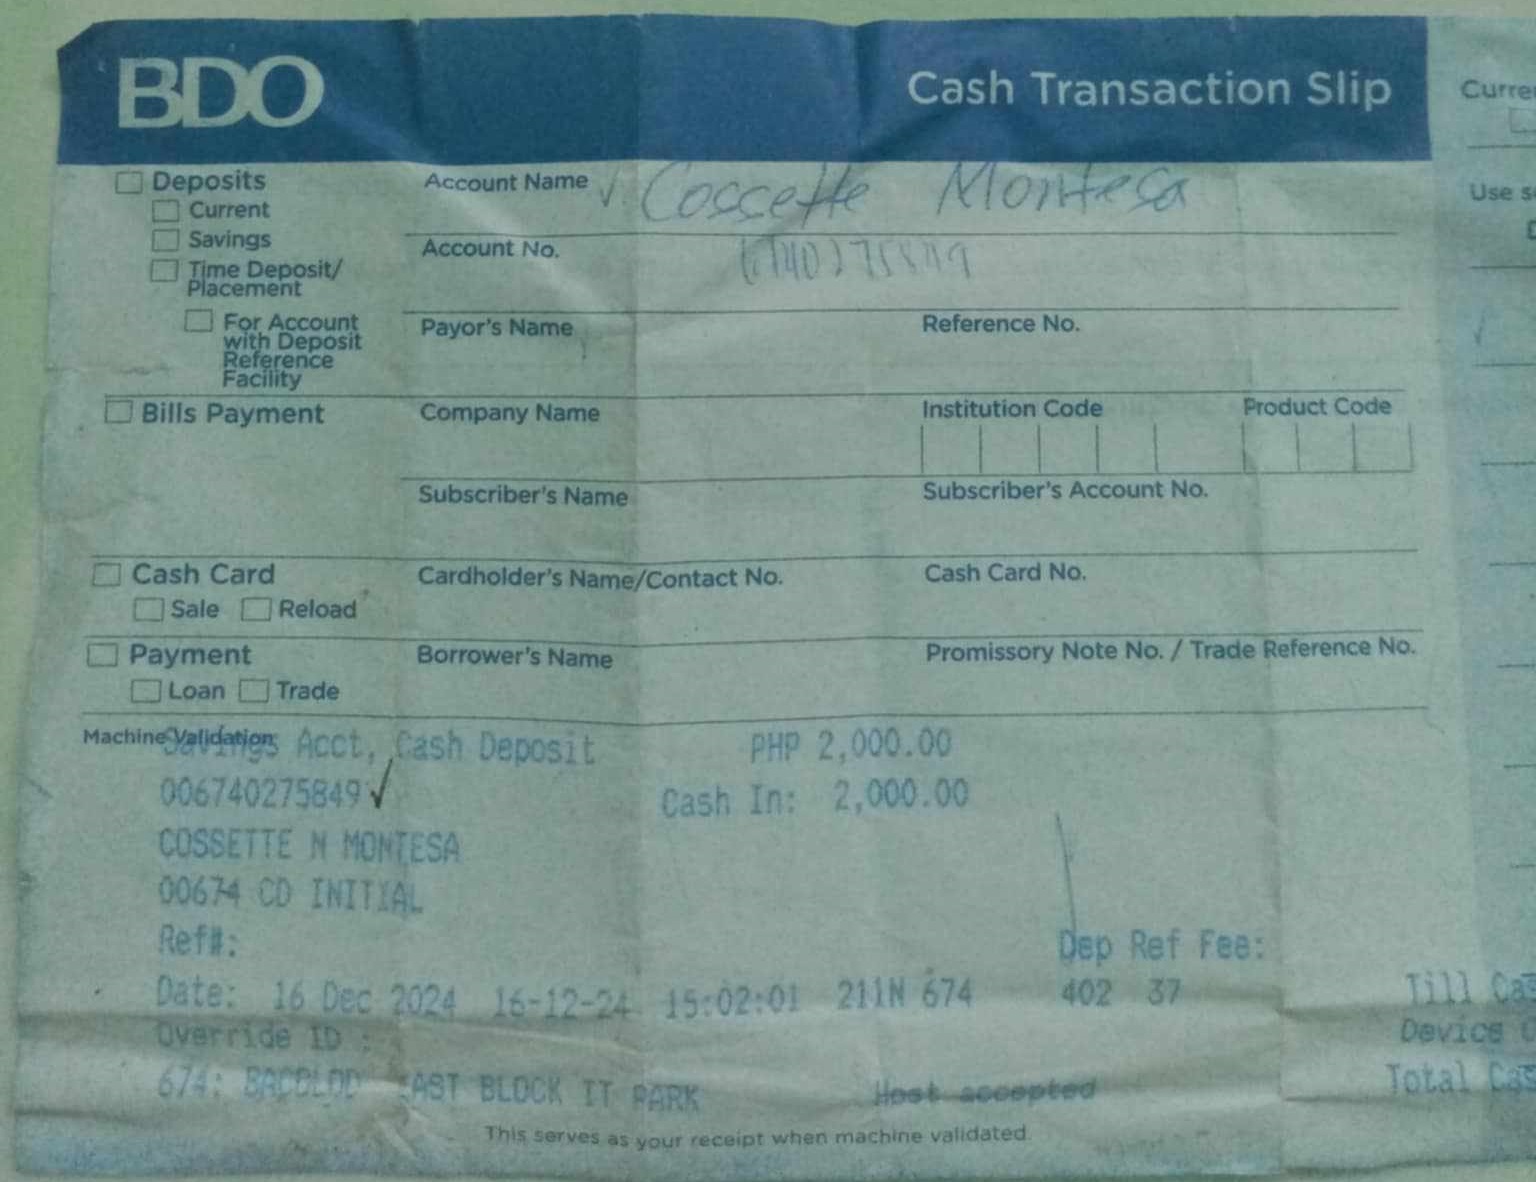 BDO
Cash Transaction Slip
Deposits
Current
Savings
Time Deposit/
Placement
For Account
with Deposit
Reference
Facility
Account Name Cossette Montesa
Account No.
Payor's Name
Reference No.
Bills Payment
Company Name
Institution Code
Product Code
Subscriber's Name
Subscriber's Account No.
Cash Card
Sale Reload
Cardholder's Name/Contact No.
Cash Card No.
Payment
Loan Trade
Borrower's Name
Promissory Note No. / Trade Reference No.
Machine Validation
Savings Acct, Cash Deposit PHP 2,000.00
006740275849 Cash In: 2,000.00
COSSETTE N MONTESA
00674 CD INITIAL
Ref#: Dep Ref Fee:
Date: 16 Dec 2024 16-12-24 15:02:01 211N 674 402 37
Override ID :
674: BACOLOD EAST BLOCK IT PARK Host accepted
This serves as your receipt when machine validated.
Use
Till
Device
Total